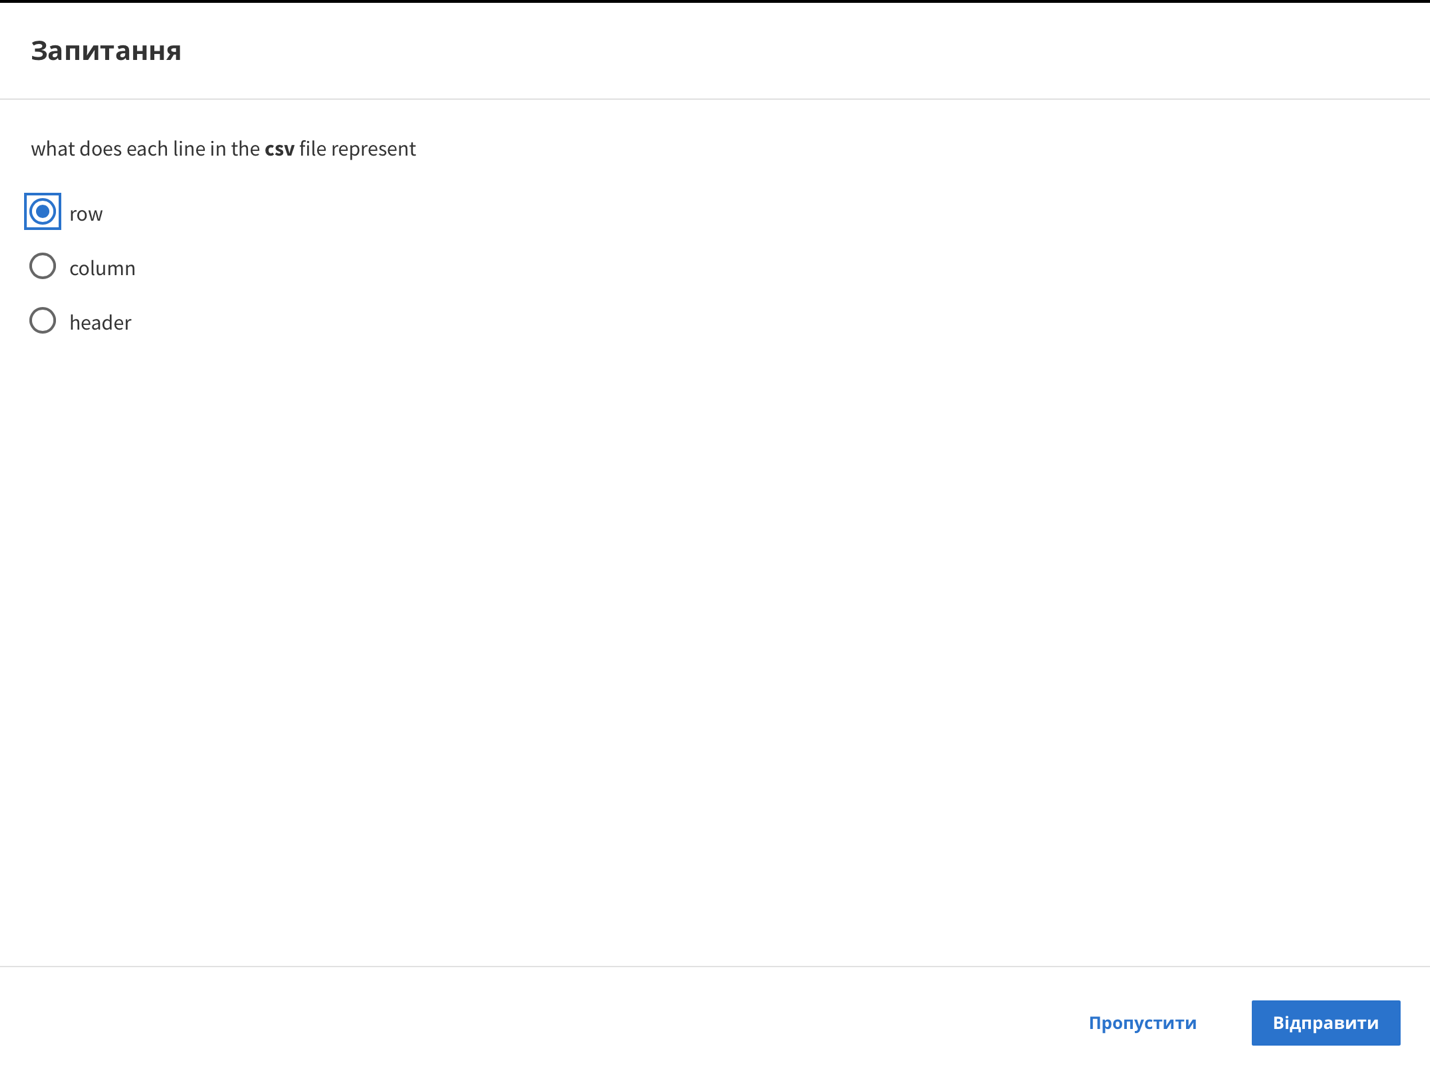 Запитання
what does each line in the csv file represent
row
column
header
Пропустити
Відправити